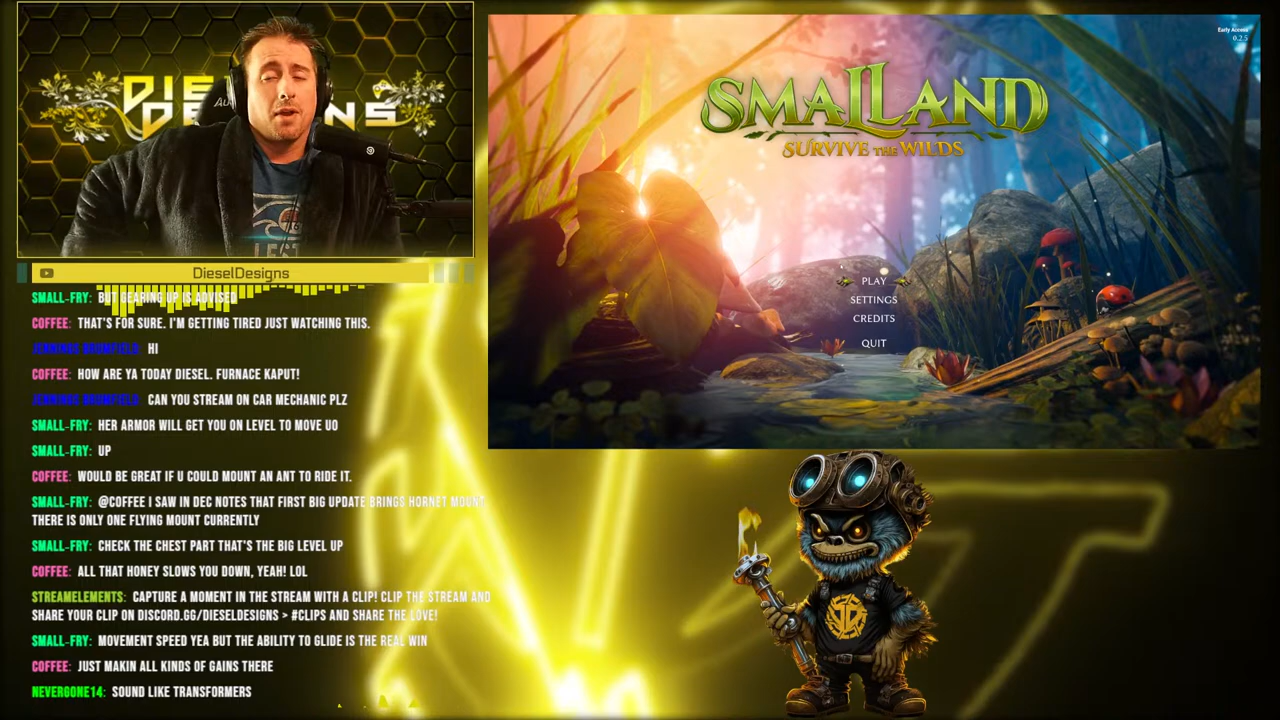 Early Access
0.2.5
SMALLAND
SURVIVE THE WILDS
PLAY
SETTINGS
CREDITS
QUIT
DieselDesigns
SMALL-FRY: BUT GEARING UP IS ADVISED
COFFEE: THAT'S FOR SURE. I'M GETTING TIRED JUST WATCHING THIS.
JENNINGS BRUMFIELD: HI
COFFEE: HOW ARE YA TODAY DIESEL. FURNACE KAPUT!
JENNINGS BRUMFIELD: CAN YOU STREAM ON CAR MECHANIC PLZ
SMALL-FRY: HER ARMOR WILL GET YOU ON LEVEL TO MOVE UO
SMALL-FRY: UP
COFFEE: WOULD BE GREAT IF U COULD MOUNT AN ANT TO RIDE IT.
SMALL-FRY: @COFFEE I SAW IN DEC NOTES THAT FIRST BIG UPDATE BRINGS HORNET MOUNT
THERE IS ONLY ONE FLYING MOUNT CURRENTLY
SMALL-FRY: CHECK THE CHEST PART THAT'S THE BIG LEVEL UP
COFFEE: ALL THAT HONEY SLOWS YOU DOWN, YEAH! LOL
STREAMELEMENTS: CAPTURE A MOMENT IN THE STREAM WITH A CLIP! CLIP THE STREAM AND
SHARE YOUR CLIP ON DISCORD.GG/DIESELDESIGNS > #CLIPS AND SHARE THE LOVE!
SMALL-FRY: MOVEMENT SPEED YEA BUT THE ABILITY TO GLIDE IS THE REAL WIN
COFFEE: JUST MAKIN ALL KINDS OF GAINS THERE
NEVERGONE14: SOUND LIKE TRANSFORMERS